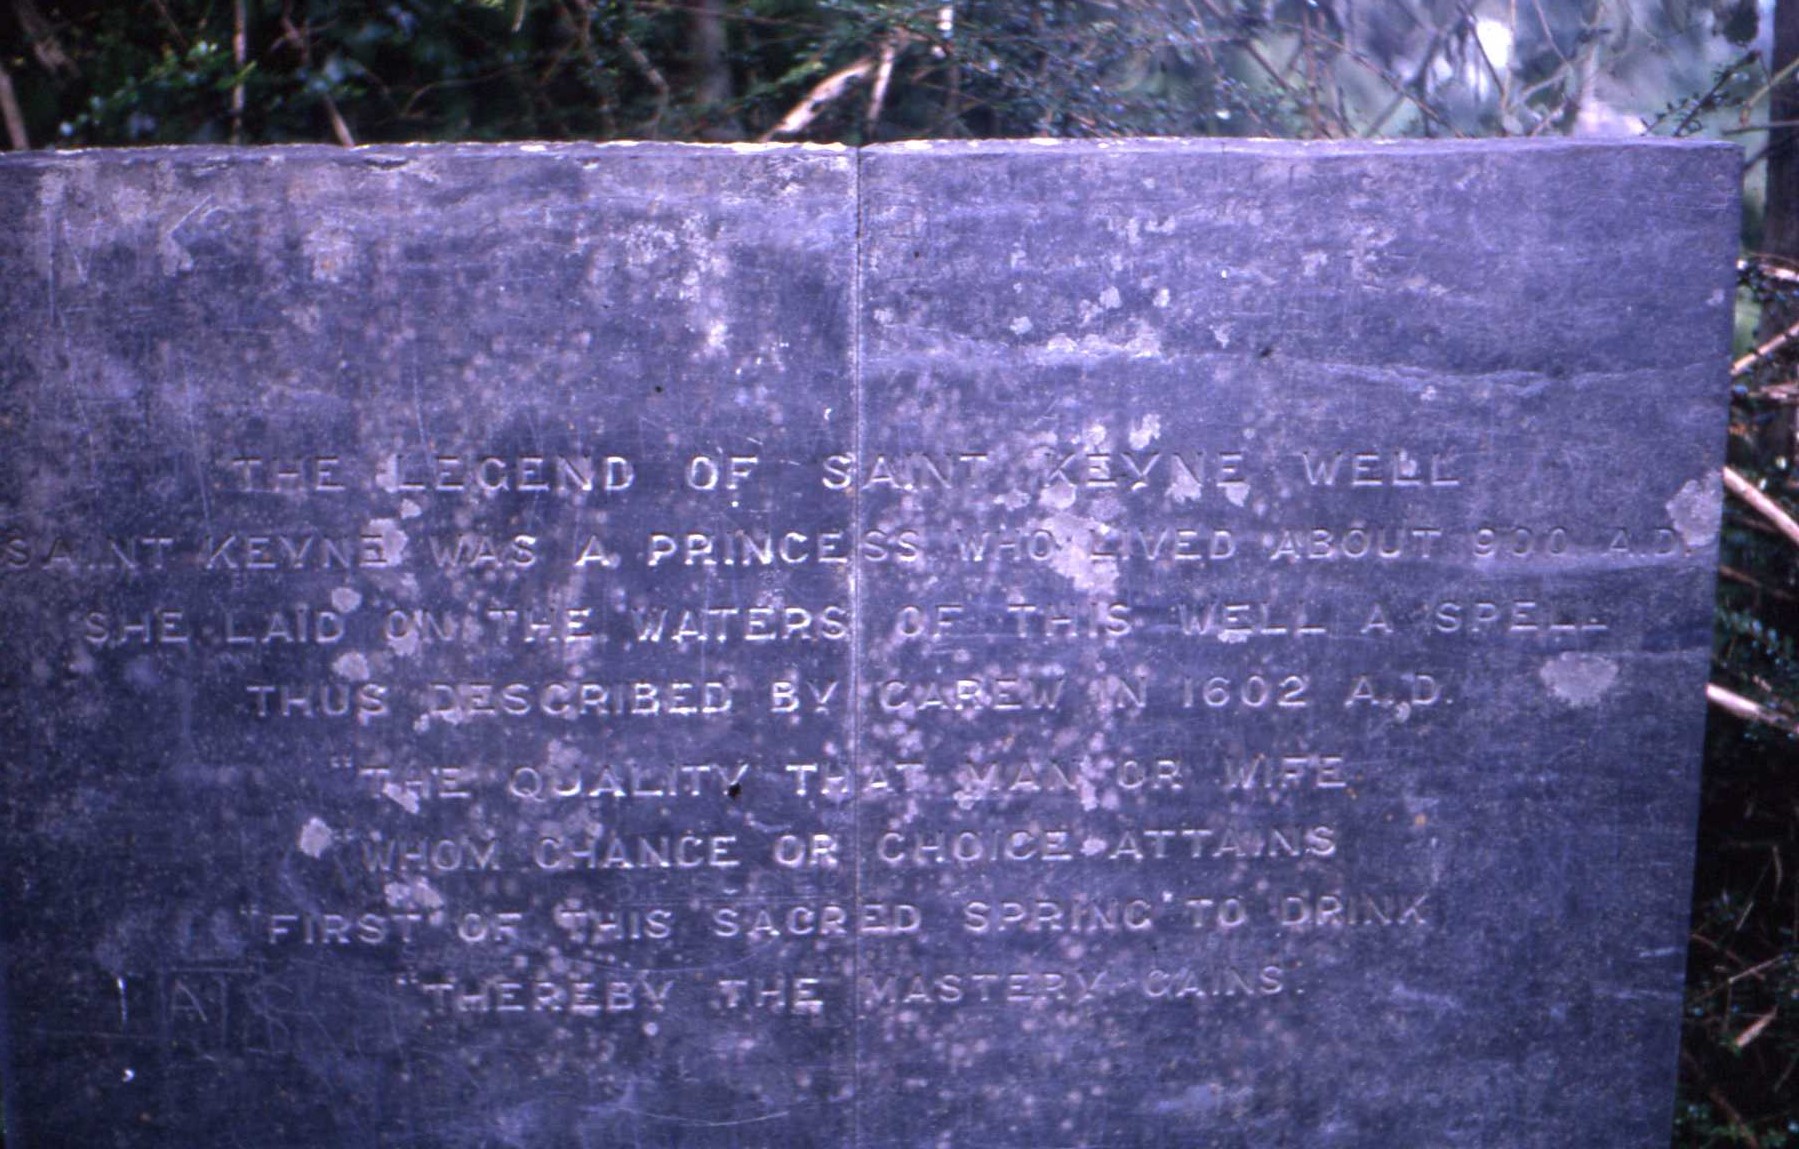 THE LEGEND OF SAINT KEYNE WELL
SAINT KEYNE WAS A PRINCESS WHO LIVED ABOUT 900 A.D.
SHE LAID ON THE WATERS OF THIS WELL A SPELL
THUS DESCRIBED BY CAREW IN 1602 A.D.
"THE QUALITY THAT MAN OR WIFE
"WHOM CHANCE OR CHOICE ATTAINS
"FIRST OF THIS SACRED SPRING TO DRINK
"THEREBY THE MASTERY GAINS.